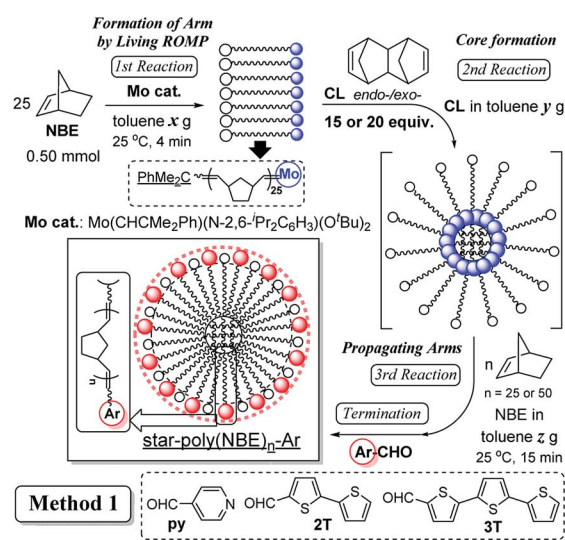 Formation of Arm
by Living ROMP
1st Reaction
25
NBE
0.50 mmol
Mo cat.
toluene x g
25 °C, 4 min
CL endo-/exo-
15 or 20 equiv.
Core formation
2nd Reaction
CL in toluene y g
PhMe2C
25
Mo
Mo cat.: Mo(CHCMe2Ph)(N-2,6-iPr2C6H3)(OtBu)2
n
Ar
star-poly(NBE)n-Ar
Propagating Arms
3rd Reaction
Termination
Ar-CHO
n
n = 25 or 50
NBE in
toluene z g
25 °C, 15 min
Method 1
OHC
N
py
OHC
S
S
2T
OHC
S
S
S
3T